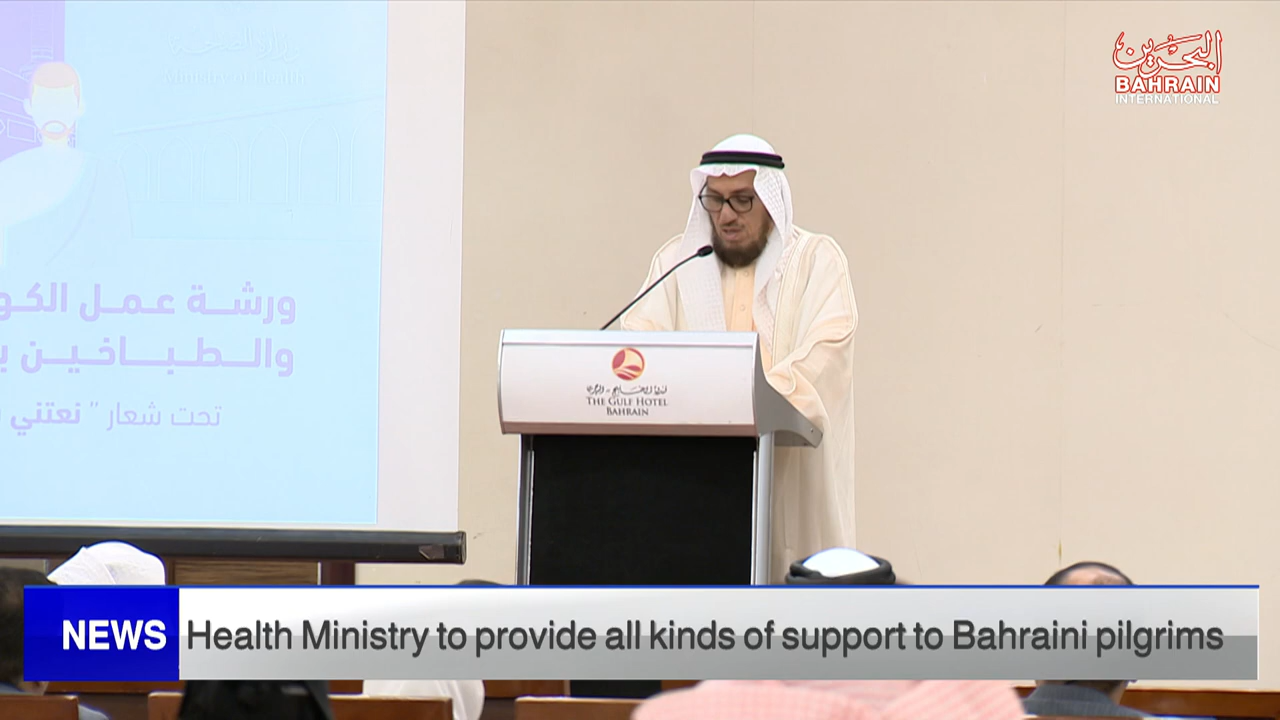 البحرين
BAHRAIN
INTERNATIONAL
وزارة الصحة
Ministry of Health
ورشة عمل
والطباخين
تحت شعار " نعتني
THE GULF HOTEL
BAHRAIN
NEWS
Health Ministry to provide all kinds of support to Bahraini pilgrims